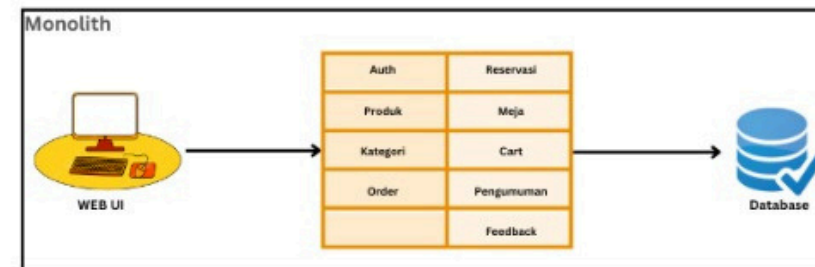 Monolith
Auth Reservasi
Produk Meja
Kategori Cart
Order Pengumuman
Feedback
WEB UI
Database